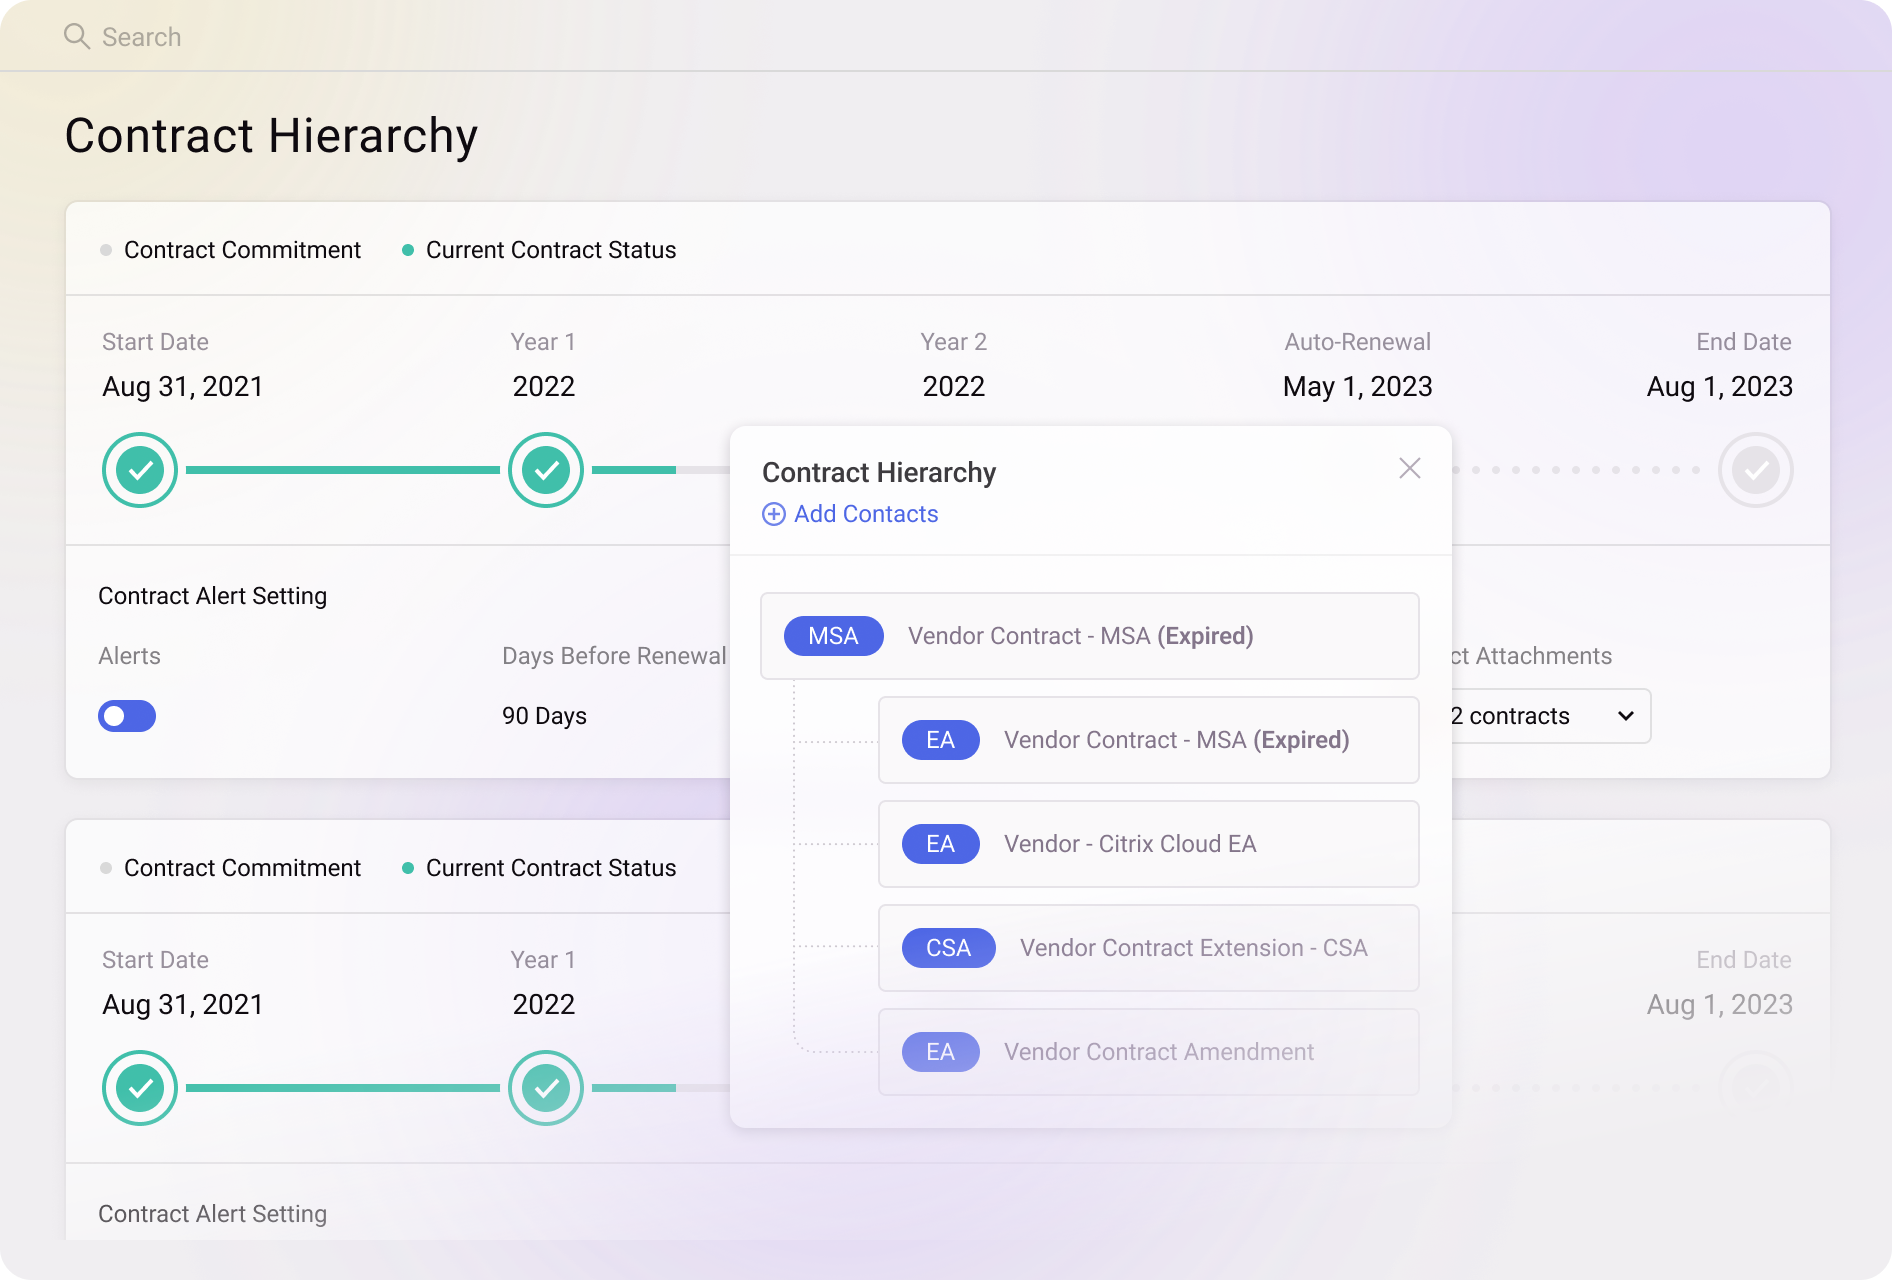 Search
Contract Hierarchy
Contract Commitment
Current Contract Status
Start Date
Year 1
Year 2
Auto-Renewal
End Date
Aug 31, 2021
2022
2022
May 1, 2023
Aug 1, 2023
Contract Hierarchy
Add Contacts
Contract Alert Setting
Alerts
Days Before Renewal
Attachments
90 Days
2 contracts
MSA Vendor Contract - MSA (Expired)
EA Vendor Contract - MSA (Expired)
EA Vendor - Citrix Cloud EA
CSA Vendor Contract Extension - CSA
EA Vendor Contract Amendment
Contract Commitment
Current Contract Status
Start Date
Year 1
End Date
Aug 31, 2021
2022
Aug 1, 2023
Contract Alert Setting